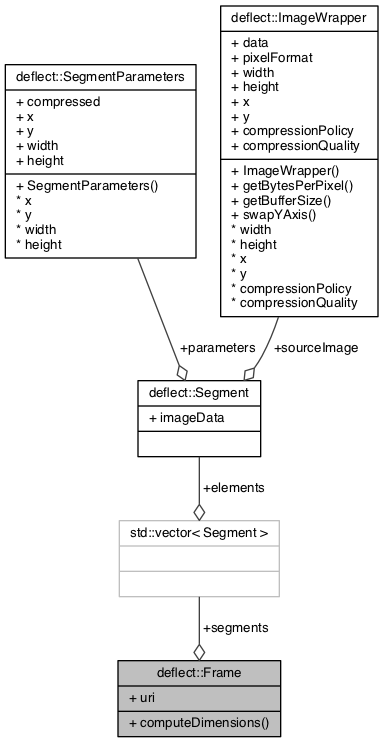 deflect::ImageWrapper
+ data
+ pixelFormat
+ width
+ height
+ x
+ y
+ compressionPolicy
+ compressionQuality
+ ImageWrapper()
+ getBytesPerPixel()
+ getBufferSize()
+ swapYAxis()
* width
* height
* x
* y
* compressionPolicy
* compressionQuality
deflect::SegmentParameters
+ compressed
+ x
+ y
+ width
+ height
+ SegmentParameters()
* x
* y
* width
* height
+parameters
+sourceImage
deflect::Segment
+ imageData
+elements
std::vector< Segment >
+segments
deflect::Frame
+ uri
+ computeDimensions()